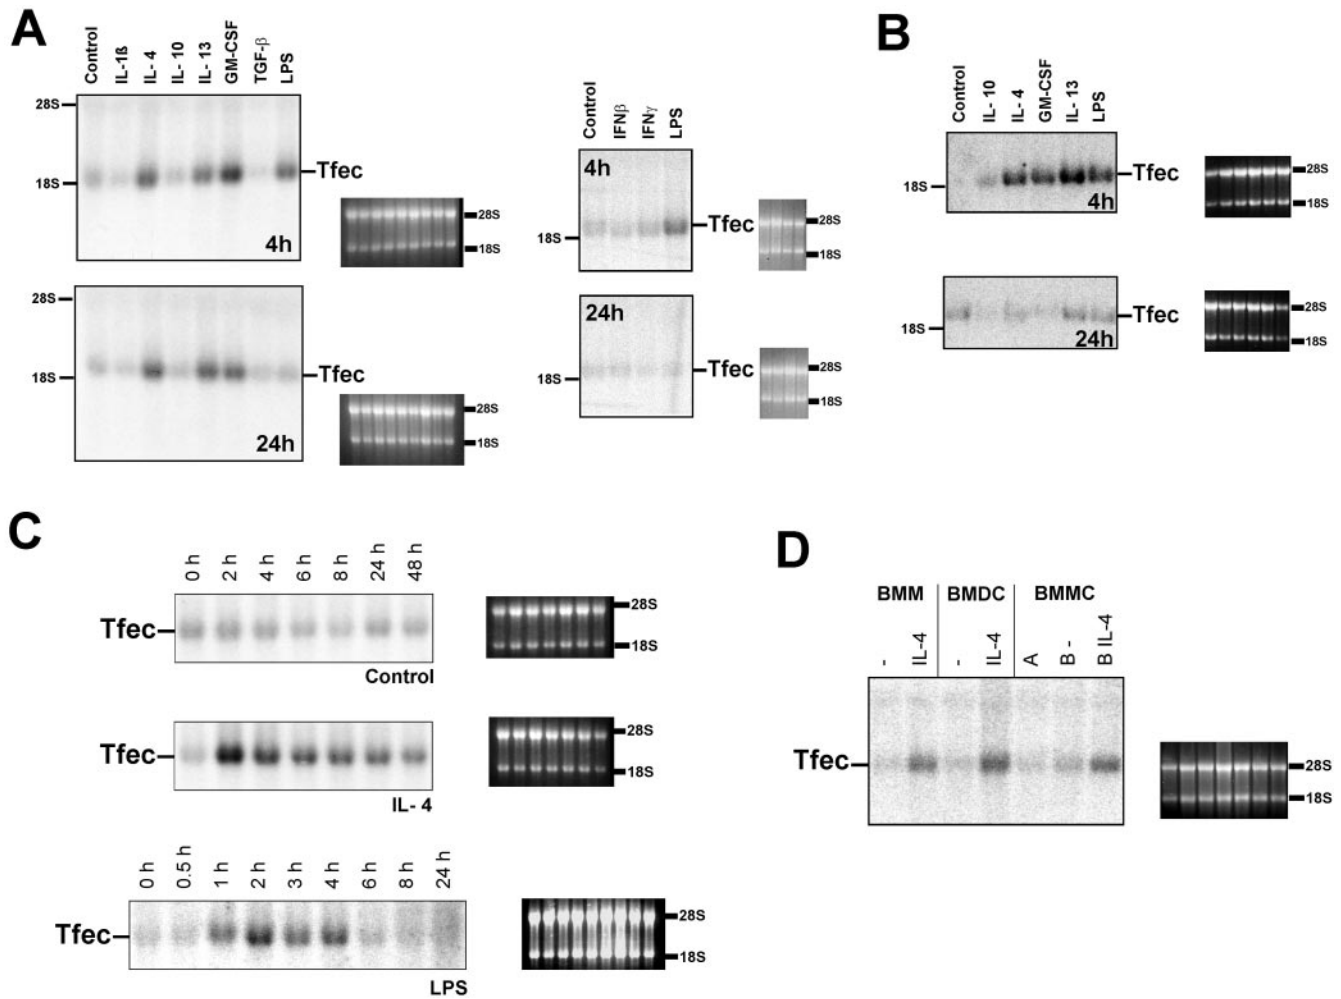 A
Control IL-1ß IL- 4 IL- 10 IL- 13 GM-CSF TGF-β LPS
28S
18S
Tfec
4h
28S
18S
28S
18S
Tfec
24h
28S
18S
Control IFNβ IFNγ LPS
4h
18S
Tfec
28S
18S
24h
18S
Tfec
28S
18S
B
Control IL- 10 IL- 4 GM-CSF IL- 13 LPS
18S
Tfec
4h
28S
18S
18S
Tfec
24h
28S
18S
C
0 h 2 h 4 h 6 h 8 h 24 h 48 h
Tfec
Control
28S
18S
Tfec
IL- 4
28S
18S
0 h 0.5 h 1 h 2 h 3 h 4 h 6 h 8 h 24 h
Tfec
LPS
28S
18S
D
BMM BMDC BMMC
- IL-4 - IL-4 A B - B IL-4
Tfec
28S
18S